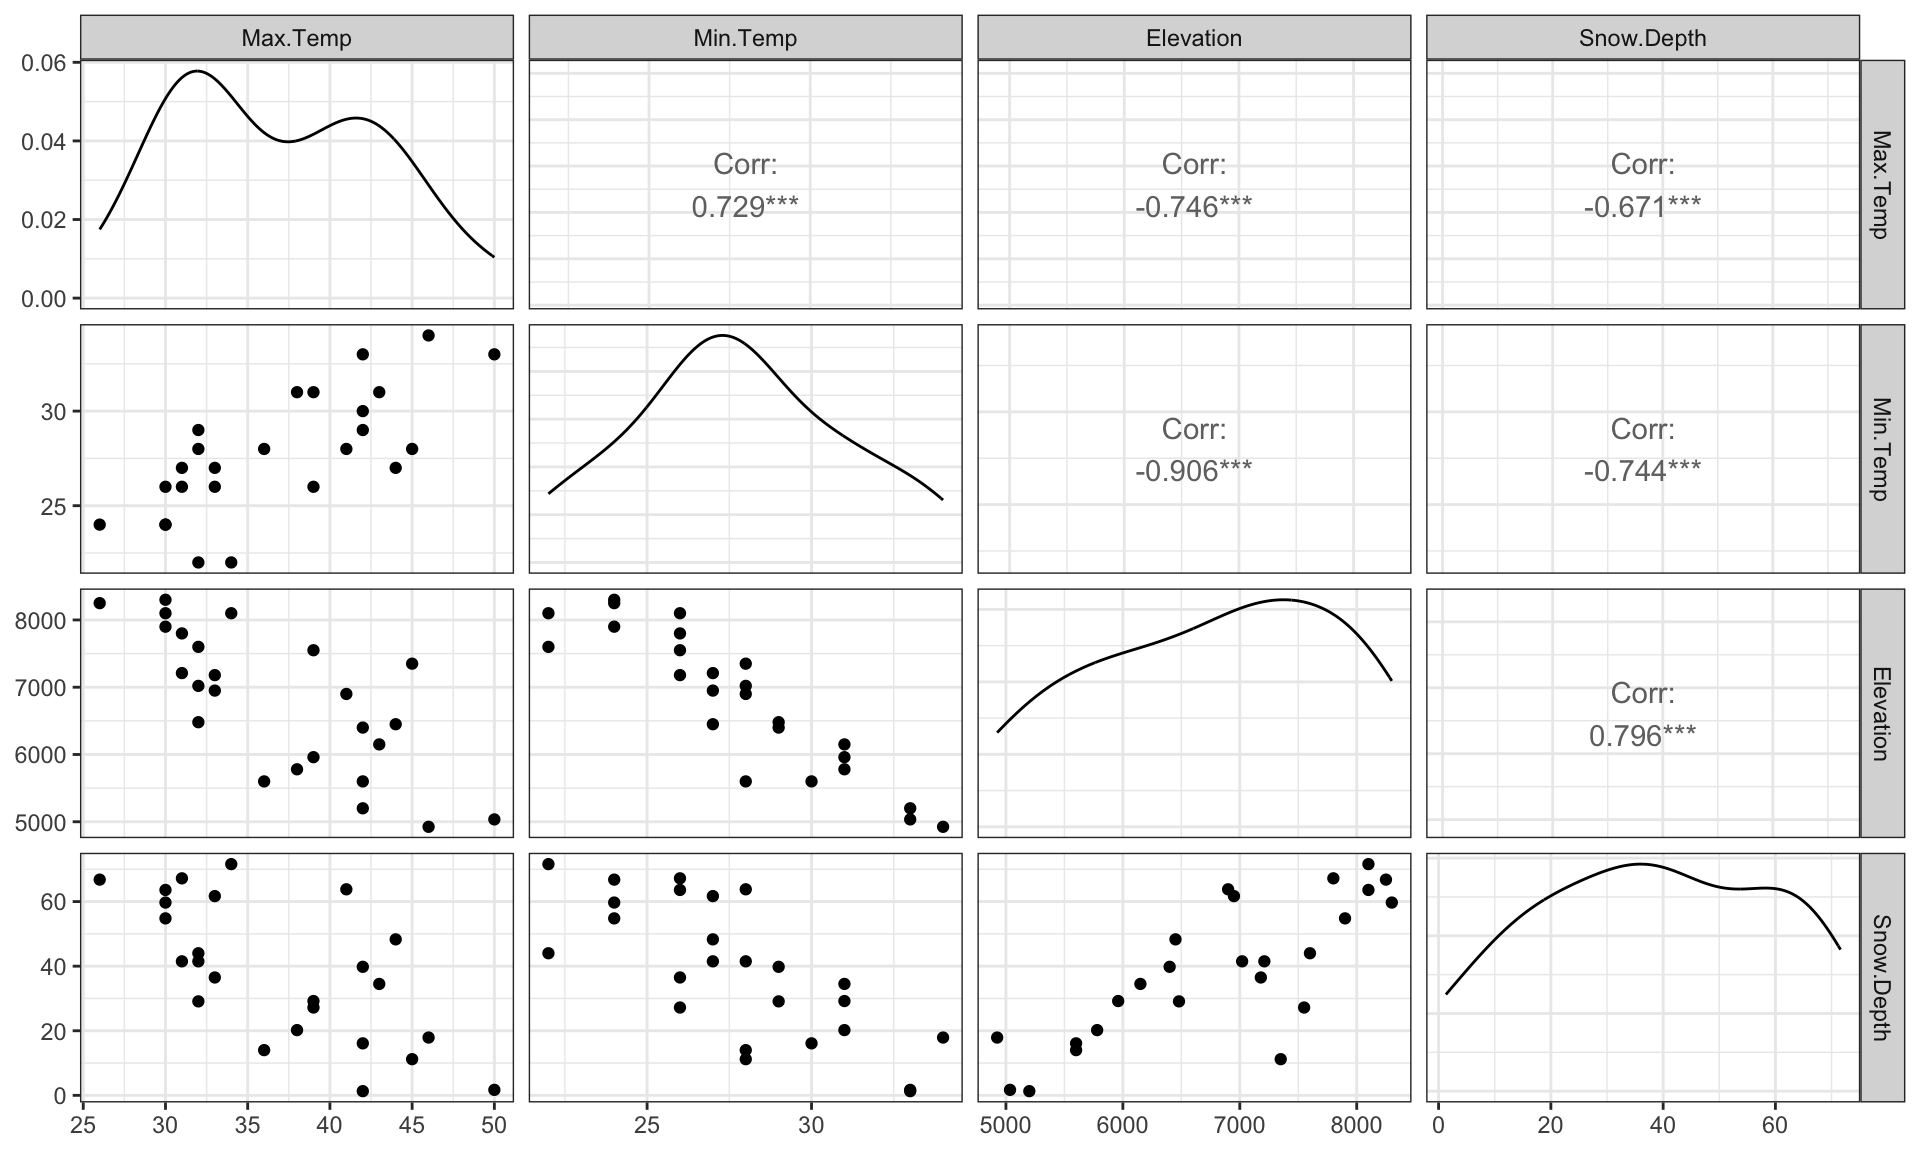 Max.Temp
Min.Temp
Elevation
Snow.Depth
0.06
0.04
0.02
0.00
Corr:
0.729***
Corr:
-0.746***
Corr:
-0.671***
Max.Temp
30
25
Corr:
-0.906***
Corr:
-0.744***
Min.Temp
8000
7000
6000
5000
Corr:
0.796***
Elevation
60
40
20
0
Snow.Depth
25 30 35 40 45 50
25 30
5000 6000 7000 8000
0 20 40 60